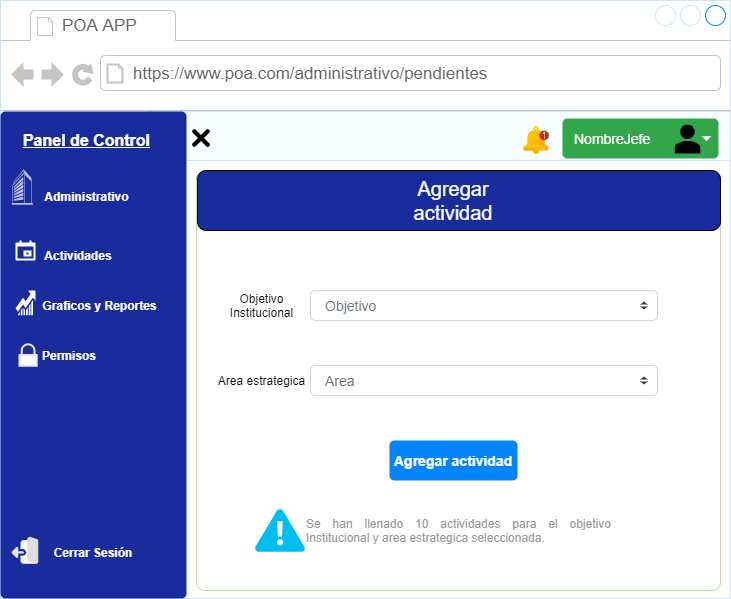 POA APP
https://www.poa.com/administrativo/pendientes
Panel de Control
1
NombreJefe
Administrativo
Actividades
Graficos y Reportes
Permisos
Cerrar Sesión
Agregar
actividad
Objetivo
Institucional
Objetivo
Area estrategica
Area
Agregar actividad
!
Se han llenado 10 actividades para el objetivo
Institucional y area estrategica seleccionada.